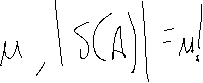 n, |S(A)| = n!